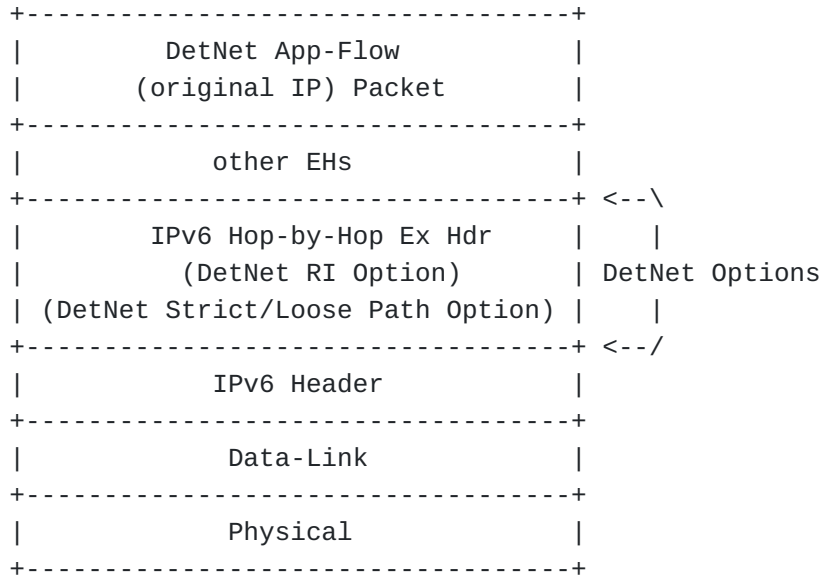 DetNet App-Flow
(original IP) Packet
other EHs
IPv6 Hop-by-Hop Ex Hdr
(DetNet RI Option)
DetNet Options
(DetNet Strict/Loose Path Option)
IPv6 Header
Data-Link
Physical